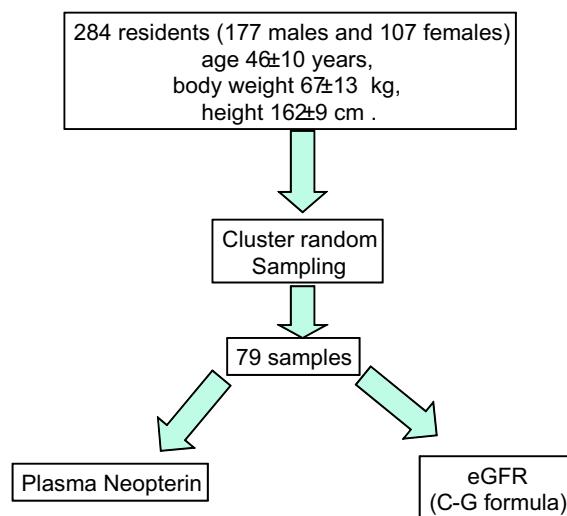 284 residents (177 males and 107 females)
age 46±10 years,
body weight 67±13 kg,
height 162±9 cm .
Cluster random
Sampling
79 samples
Plasma Neopterin
eGFR
(C-G formula)